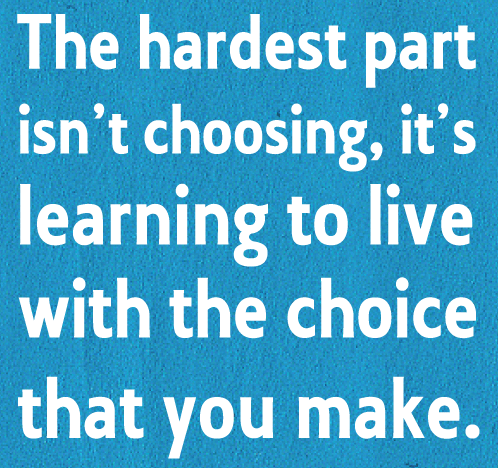 The hardest part
isn’t choosing, it’s
learning to live
with the choice
that you make.